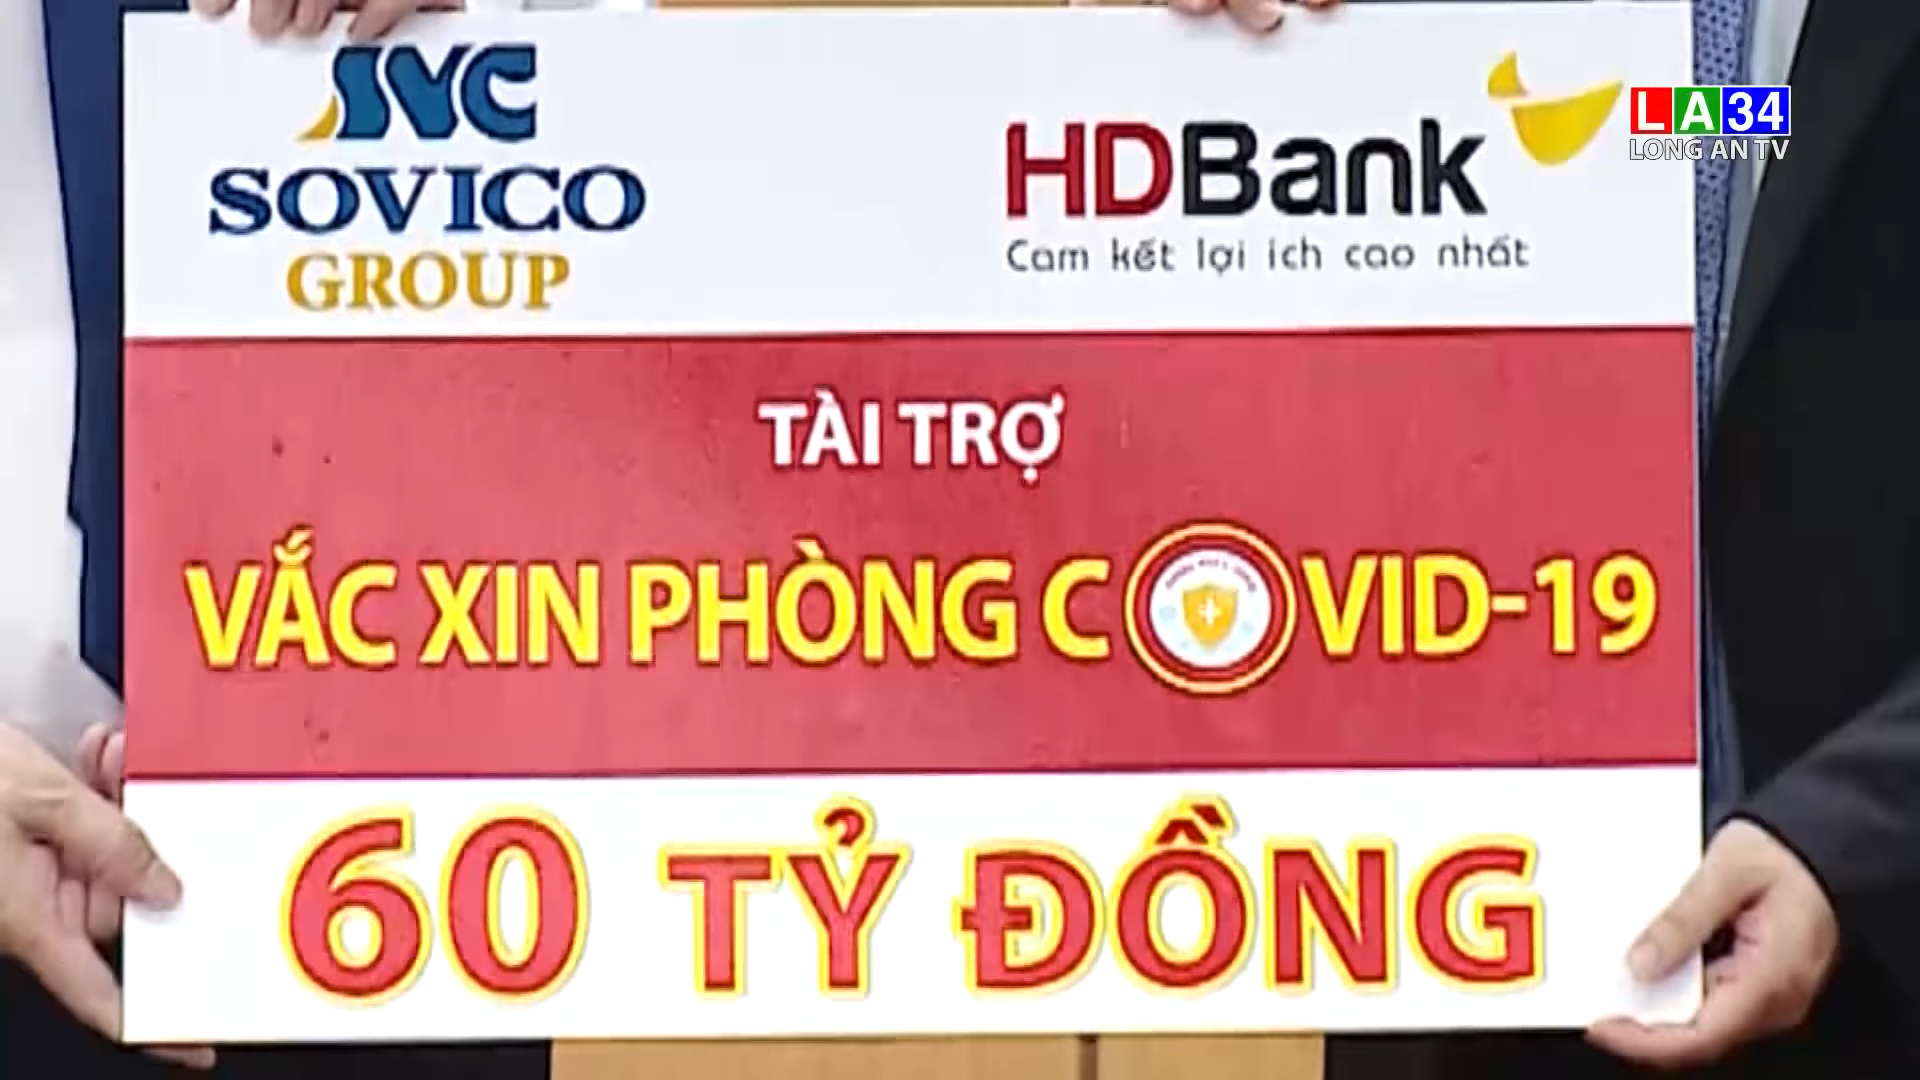 SVC
SOVICO
GROUP
HDBank
Cam kết lợi ích cao nhất
LA34
LONG AN TV
TÀI TRỢ
VẮC XIN PHÒNG COVID-19
60 TỶ ĐỒNG